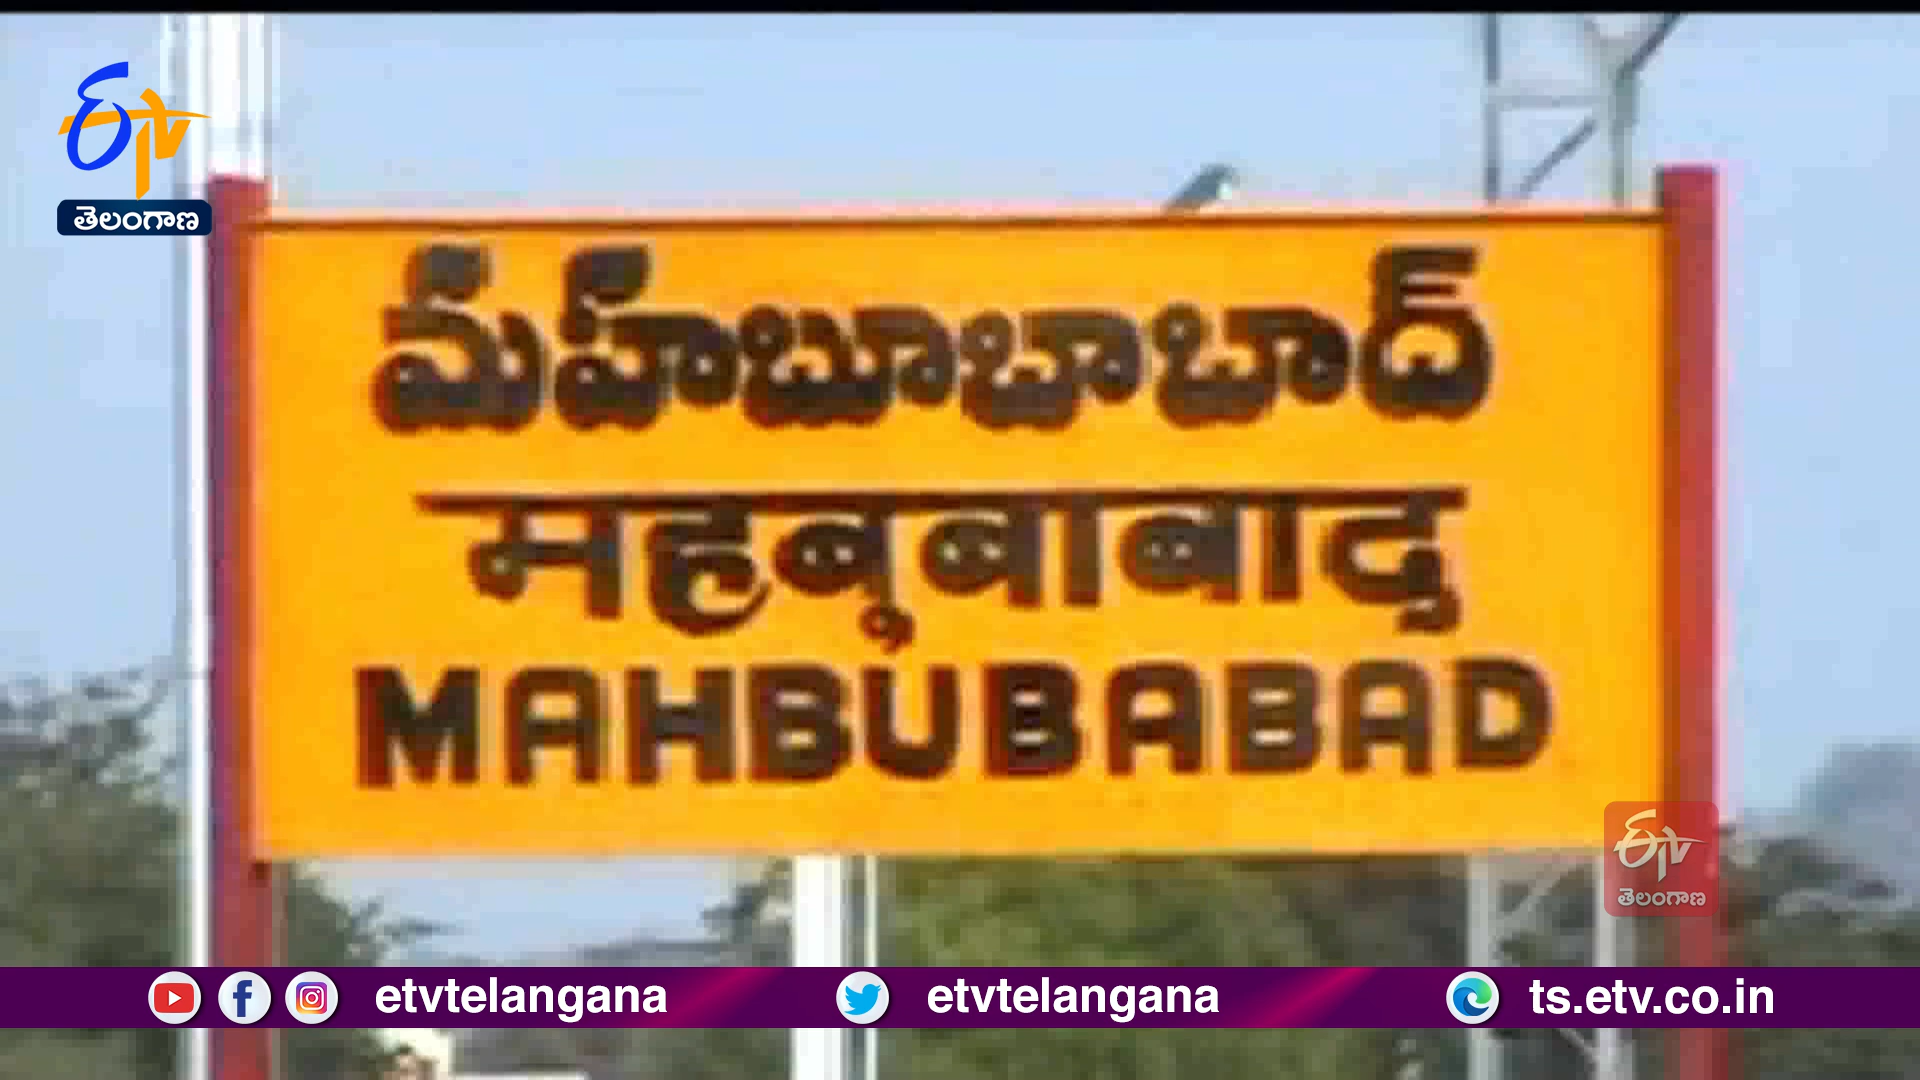 ETV
తెలంగాణ
మహబూబాబాద్
महबूबाबाद
MAHBUBABAD
ETV
తెలంగాణ
etvtelangana etvtelangana ts.etv.co.in